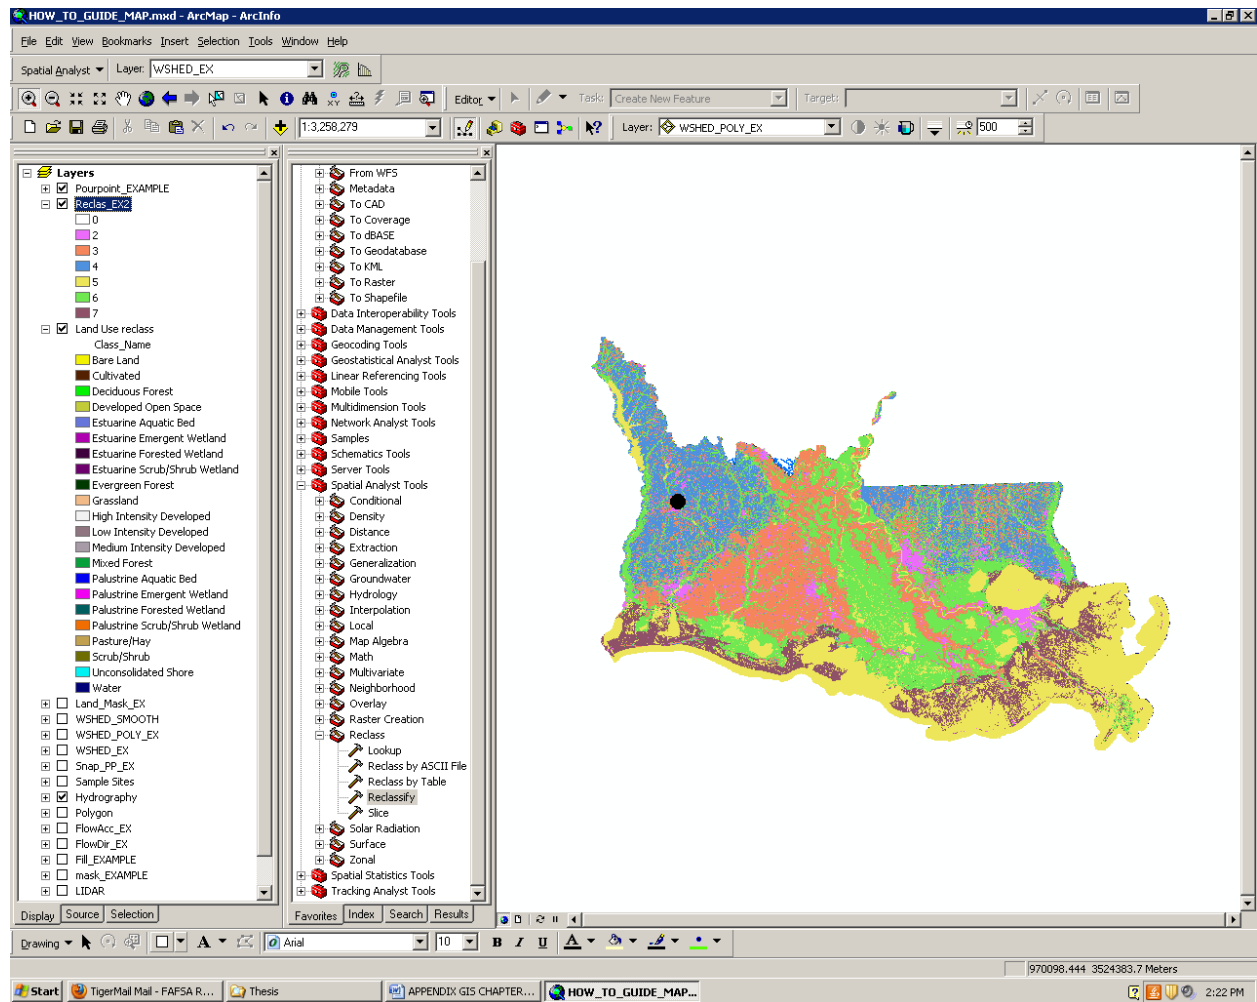 HOW_TO_GUIDE_MAP.mxd - ArcMap - ArcInfo
File Edit View Bookmarks Insert Selection Tools Window Help
Spatial Analyst Layer: WSHED_EX
Editor Task: Create New Feature Target:
1:3,258,279 Layer: WSHED_POLY_EX 500
Layers
Pourpoint_EXAMPLE
Reclas_EX2
0
2
3
4
5
6
7
Land Use reclass
Class_Name
Bare Land
Cultivated
Deciduous Forest
Developed Open Space
Estuarine Aquatic Bed
Estuarine Emergent Wetland
Estuarine Forested Wetland
Estuarine Scrub/Shrub Wetland
Evergreen Forest
Grassland
High Intensity Developed
Low Intensity Developed
Medium Intensity Developed
Mixed Forest
Palustrine Aquatic Bed
Palustrine Emergent Wetland
Palustrine Forested Wetland
Palustrine Scrub/Shrub Wetland
Pasture/Hay
Scrub/Shrub
Unconsolidated Shore
Water
Land_Mask_EX
WSHED_SMOOTH
WSHED_POLY_EX
WSHED_EX
Snap_PP_EX
Sample Sites
Hydrography
Polygon
FlowAcc_EX
FlowDir_EX
Fill_EXAMPLE
mask_EXAMPLE
LIDAR
Display Source Selection
From WFS
Metadata
To CAD
To Coverage
To dBASE
To Geodatabase
To KML
To Raster
To Shapefile
Data Interoperability Tools
Data Management Tools
Geocoding Tools
Geostatistical Analyst Tools
Linear Referencing Tools
Mobile Tools
Multidimension Tools
Network Analyst Tools
Samples
Schematics Tools
Server Tools
Spatial Analyst Tools
Conditional
Density
Distance
Extraction
Generalization
Groundwater
Hydrology
Interpolation
Local
Map Algebra
Math
Multivariate
Neighborhood
Overlay
Raster Creation
Reclass
Lookup
Reclass by ASCII File
Reclass by Table
Reclassify
Slice
Solar Radiation
Surface
Zonal
Spatial Statistics Tools
Tracking Analyst Tools
Favorites Index Search Results
Drawing A Arial 10 B I U A
970098.444 3524383.7 Meters
Start TigerMail Mail - FAFSA R... Thesis APPENDIX GIS CHAPTER... HOW_TO_GUIDE_MAP... 2:22 PM